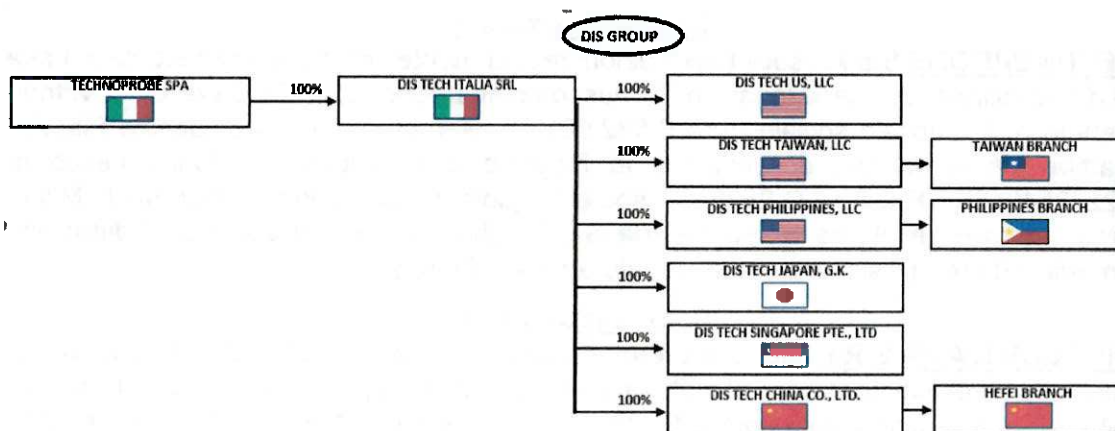 DIS GROUP
TECHNOPROBE SPA
100%
DIS TECH ITALIA SRL
100%
DIS TECH US, LLC
100%
DIS TECH TAIWAN, LLC
TAIWAN BRANCH
100%
DIS TECH PHILIPPINES, LLC
PHILIPPINES BRANCH
100%
DIS TECH JAPAN, G.K.
100%
DIS TECH SINGAPORE PTE., LTD
100%
DIS TECH CHINA CO., LTD.
HEFEI BRANCH